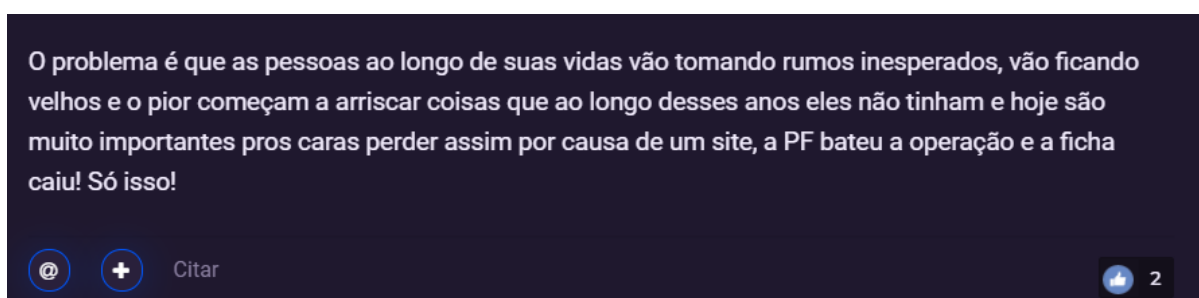 O problema é que as pessoas ao longo de suas vidas vão tomando rumos inesperados, vão ficando
velhos e o pior começam a arriscar coisas que ao longo desses anos eles não tinham e hoje são
muito importantes pros caras perder assim por causa de um site, a PF bateu a operação e a ficha
caiu! Só isso!
@ + Citar 2